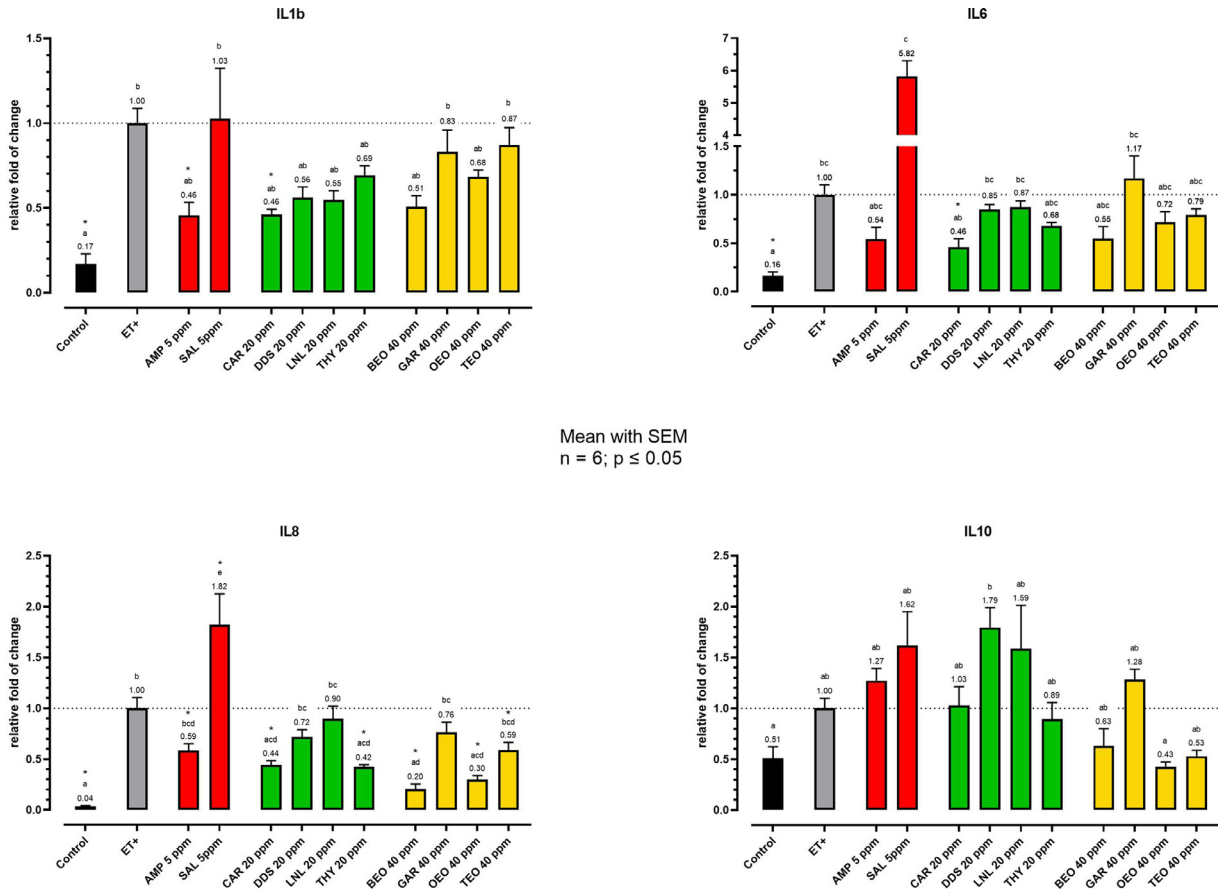 IL1b
relative fold of change
1.5
1.0
0.5
0.0
*
a
0.17
b
1.00
*
ab
0.46
b
1.03
*
ab
0.46
ab
0.56
ab
0.55
ab
0.69
ab
0.51
b
0.83
ab
0.68
b
0.87
Control
ET+
AMP 5 ppm
SAL 5ppm
CAR 20 ppm
DDS 20 ppm
LNL 20 ppm
THY 20 ppm
BEO 40 ppm
GAR 40 ppm
OEO 40 ppm
TEO 40 ppm
IL6
relative fold of change
7
6
5
4
1.5
1.0
0.5
0.0
*
a
0.16
bc
1.00
abc
0.54
c
5.82
*
ab
0.46
bc
0.85
bc
0.87
abc
0.68
abc
0.55
bc
1.17
abc
0.72
abc
0.79
Control
ET+
AMP 5 ppm
SAL 5ppm
CAR 20 ppm
DDS 20 ppm
LNL 20 ppm
THY 20 ppm
BEO 40 ppm
GAR 40 ppm
OEO 40 ppm
TEO 40 ppm
Mean with SEM
n = 6; p ≤ 0.05
IL8
relative fold of change
2.5
2.0
1.5
1.0
0.5
0.0
*
a
0.04
b
1.00
*
bcd
0.59
*
e
1.82
*
acd
0.44
bc
0.72
bc
0.90
*
acd
0.42
*
ad
0.20
bc
0.76
*
acd
0.30
*
bcd
0.59
Control
ET+
AMP 5 ppm
SAL 5ppm
CAR 20 ppm
DDS 20 ppm
LNL 20 ppm
THY 20 ppm
BEO 40 ppm
GAR 40 ppm
OEO 40 ppm
TEO 40 ppm
IL10
relative fold of change
2.5
2.0
1.5
1.0
0.5
0.0
a
0.51
ab
1.00
ab
1.27
ab
1.62
ab
1.03
b
1.79
ab
1.59
ab
0.89
ab
0.63
ab
1.28
a
0.43
ab
0.53
Control
ET+
AMP 5 ppm
SAL 5ppm
CAR 20 ppm
DDS 20 ppm
LNL 20 ppm
THY 20 ppm
BEO 40 ppm
GAR 40 ppm
OEO 40 ppm
TEO 40 ppm